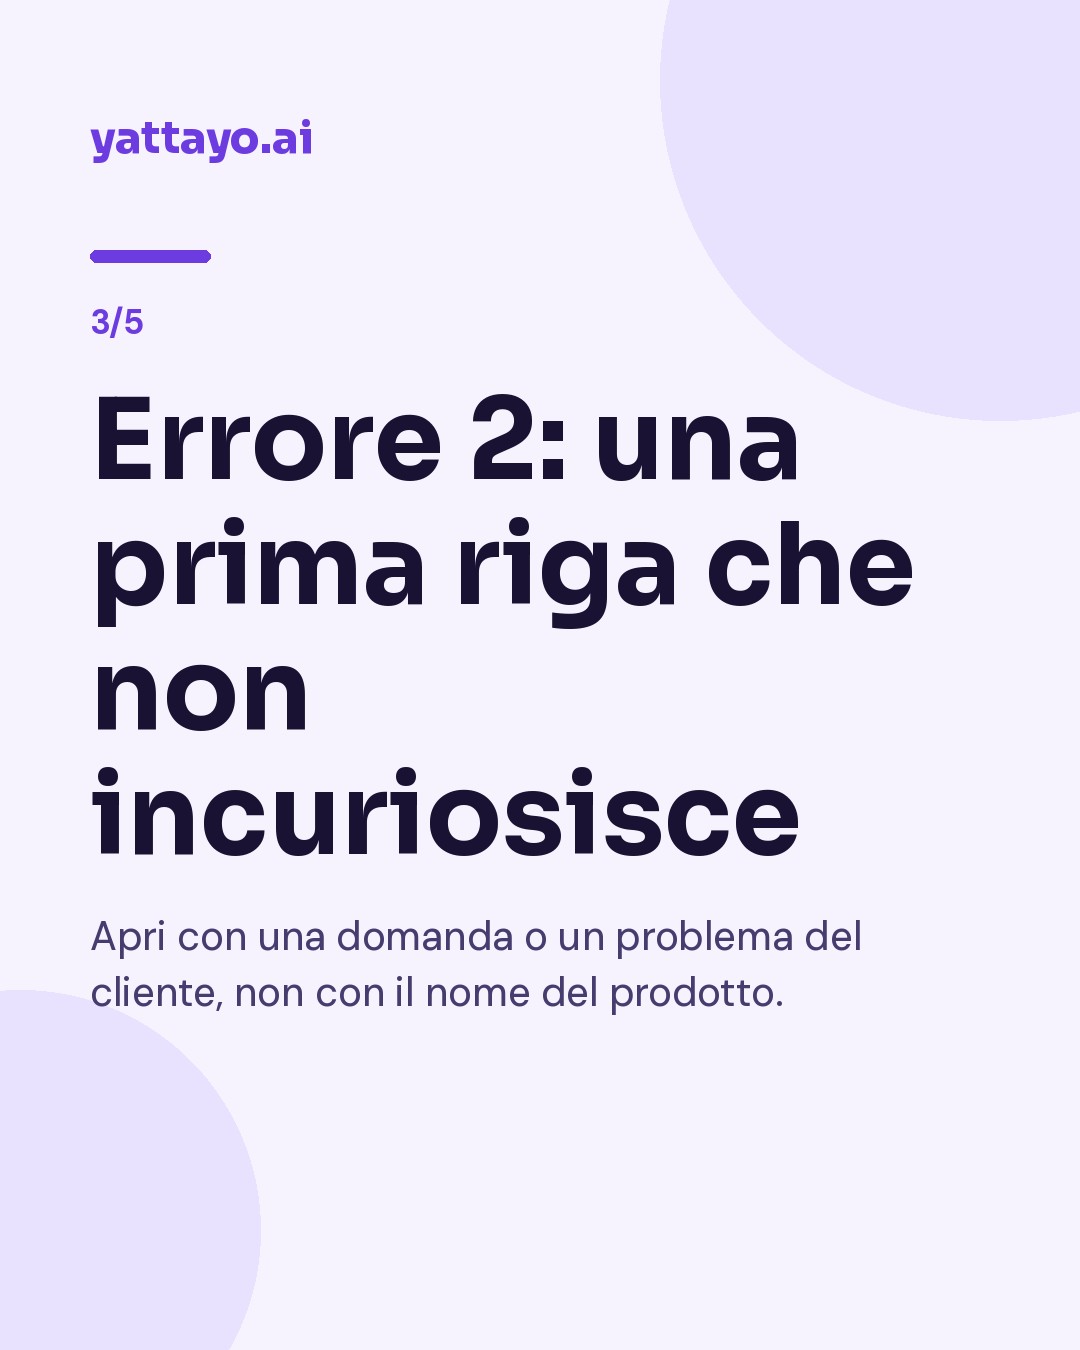 yattayo.ai
3/5
Errore 2: una
prima riga che
non
incuriosisce
Apri con una domanda o un problema del
cliente, non con il nome del prodotto.